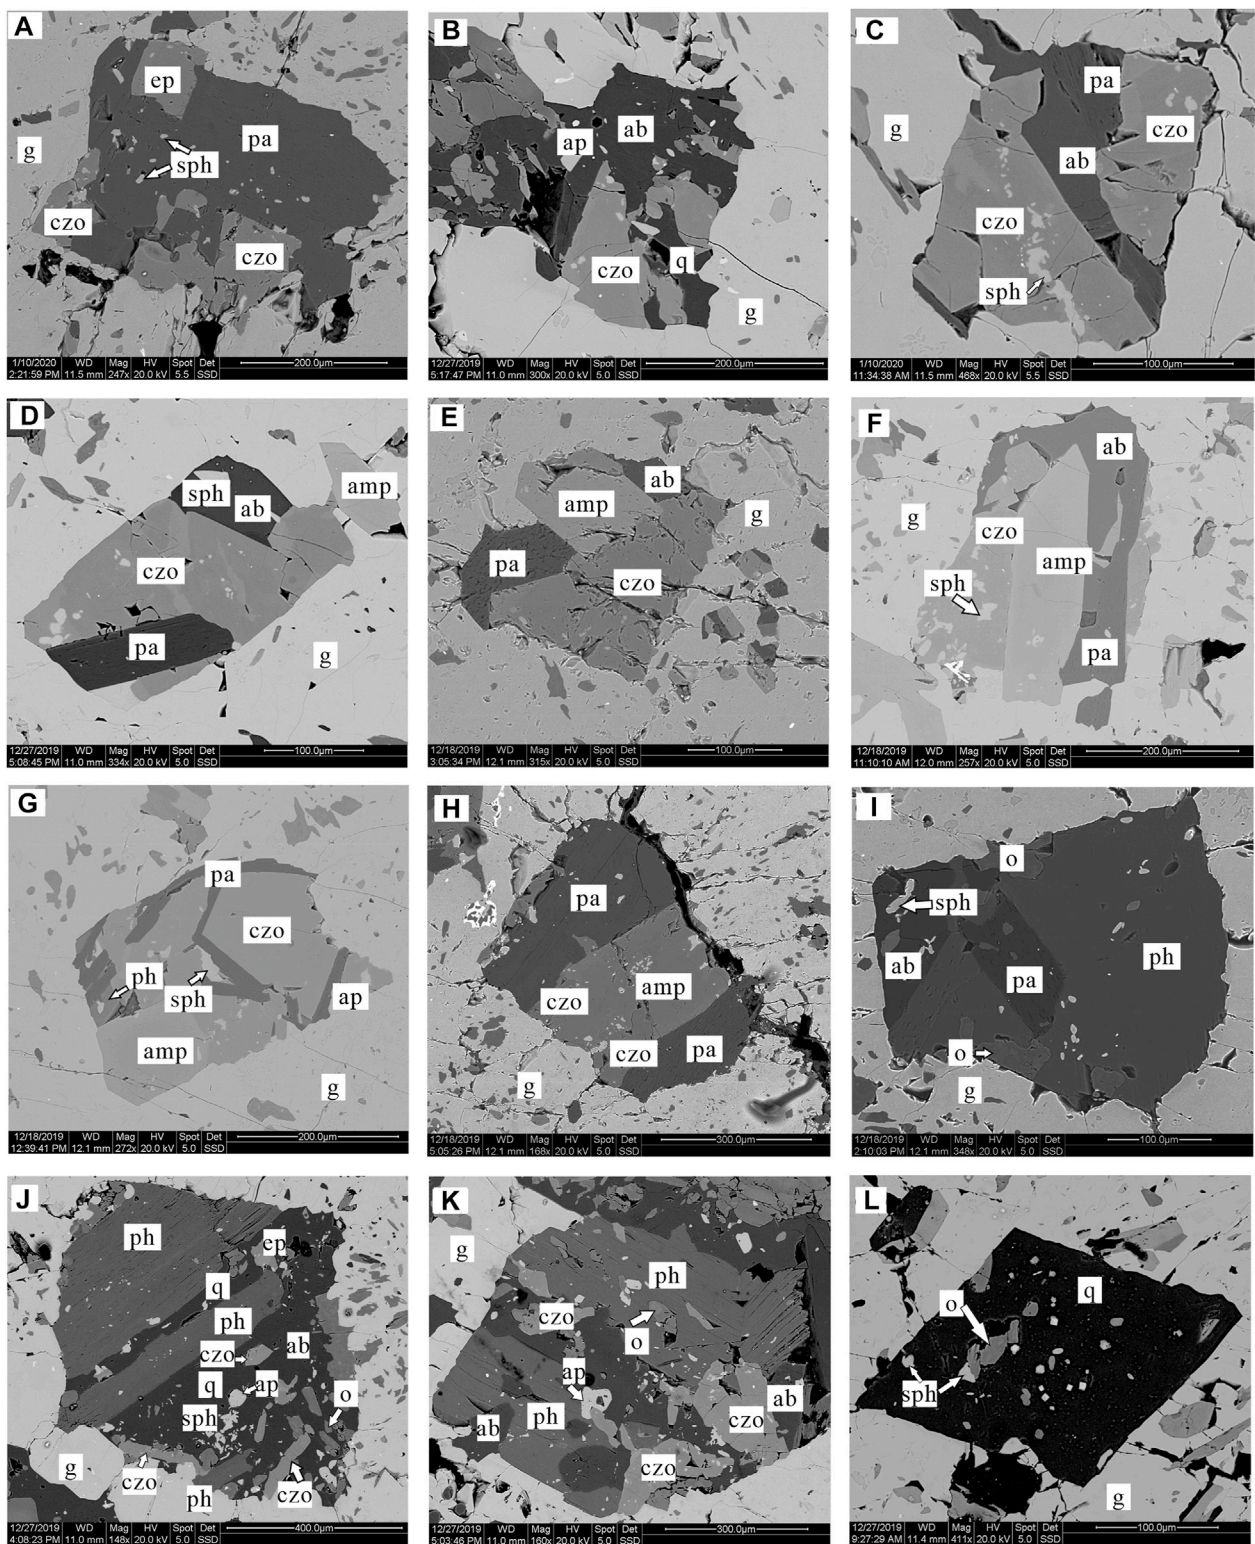 A
ep
pa
g
sph
czo
czo
1/10/2020 WD Mag HV Spot Det 200.0µm
2:21:59 PM 11.5 mm 247x 20.0 kV 5.5 SSD
B
ab
ap
q
czo
g
12/27/2019 WD Mag HV Spot Det 200.0µm
5:17:47 PM 11.0 mm 300x 20.0 kV 5.0 SSD
C
pa
g
czo
ab
czo
sph
1/10/2020 WD Mag HV Spot Det 100.0µm
11:34:38 AM 11.5 mm 468x 20.0 kV 5.5 SSD
D
sph
ab
amp
czo
pa
g
12/27/2019 WD Mag HV Spot Det 100.0µm
5:08:45 PM 11.0 mm 334x 20.0 kV 5.0 SSD
E
ab
amp
g
pa
czo
12/18/2019 WD Mag HV Spot Det 100.0µm
3:05:34 PM 12.1 mm 315x 20.0 kV 5.0 SSD
F
ab
g
czo
amp
sph
pa
12/18/2019 WD Mag HV Spot Det 200.0µm
11:10:10 AM 12.0 mm 257x 20.0 kV 5.0 SSD
G
pa
czo
ph
sph
ap
amp
g
12/18/2019 WD Mag HV Spot Det 200.0µm
12:39:41 PM 12.1 mm 272x 20.0 kV 5.0 SSD
H
pa
czo
amp
czo
pa
g
12/18/2019 WD Mag HV Spot Det 300.0µm
5:05:26 PM 12.1 mm 168x 20.0 kV 5.0 SSD
I
o
sph
ab
pa
ph
o
g
12/18/2019 WD Mag HV Spot Det 100.0µm
2:10:03 PM 12.1 mm 348x 20.0 kV 5.0 SSD
J
ph
ep
q
ph
ab
czo
q
ap
sph
o
g
czo
ph
czo
12/27/2019 WD Mag HV Spot Det 400.0µm
4:08:23 PM 11.0 mm 148x 20.0 kV 5.0 SSD
K
g
ph
czo
o
ap
ab
ph
czo
ab
czo
12/27/2019 WD Mag HV Spot Det 300.0µm
5:03:46 PM 11.0 mm 160x 20.0 kV 5.0 SSD
L
q
o
sph
g
12/27/2019 WD Mag HV Spot Det 100.0µm
9:27:29 AM 11.4 mm 411x 20.0 kV 5.0 SSD